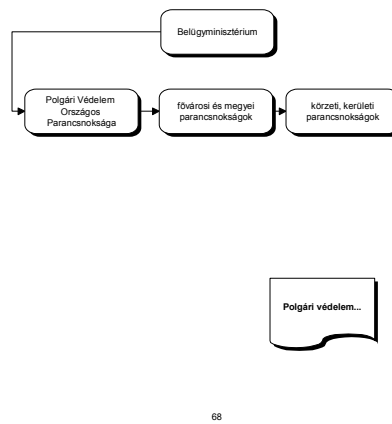 Belügyminisztérium
Polgári Védelem
Országos
Parancsnoksága
fővárosi és megyei
parancsnokságok
körzeti, kerületi
parancsnokságok
Polgári védelem...
68